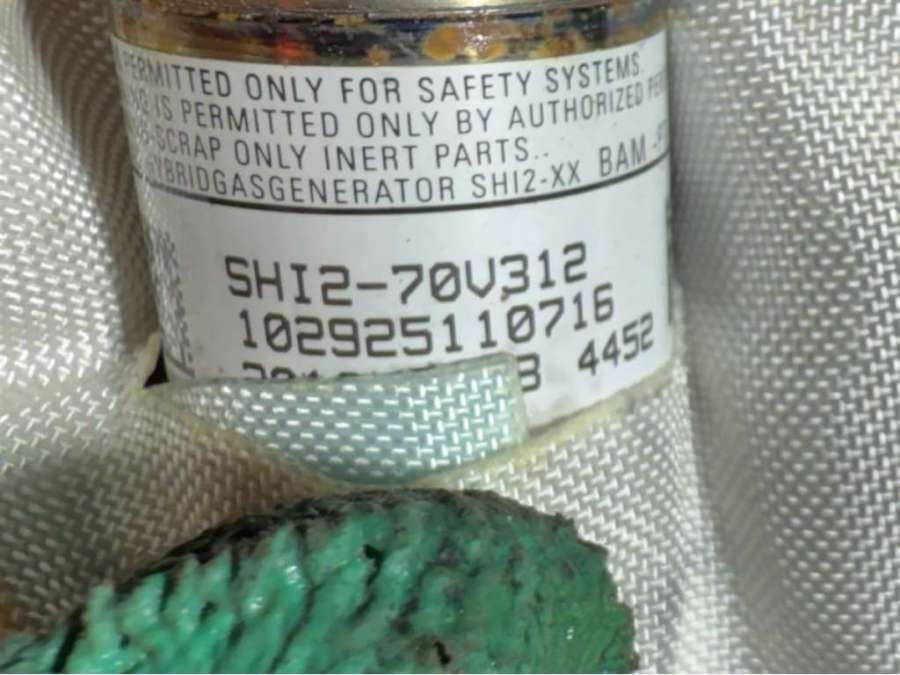 PERMITTED ONLY FOR SAFETY SYSTEMS.
IS PERMITTED ONLY BY AUTHORIZED
SCRAP ONLY INERT PARTS..
HYBRIDGASGENERATOR SHI2-XX BAM
SHI2-70V312
102925110716
4452